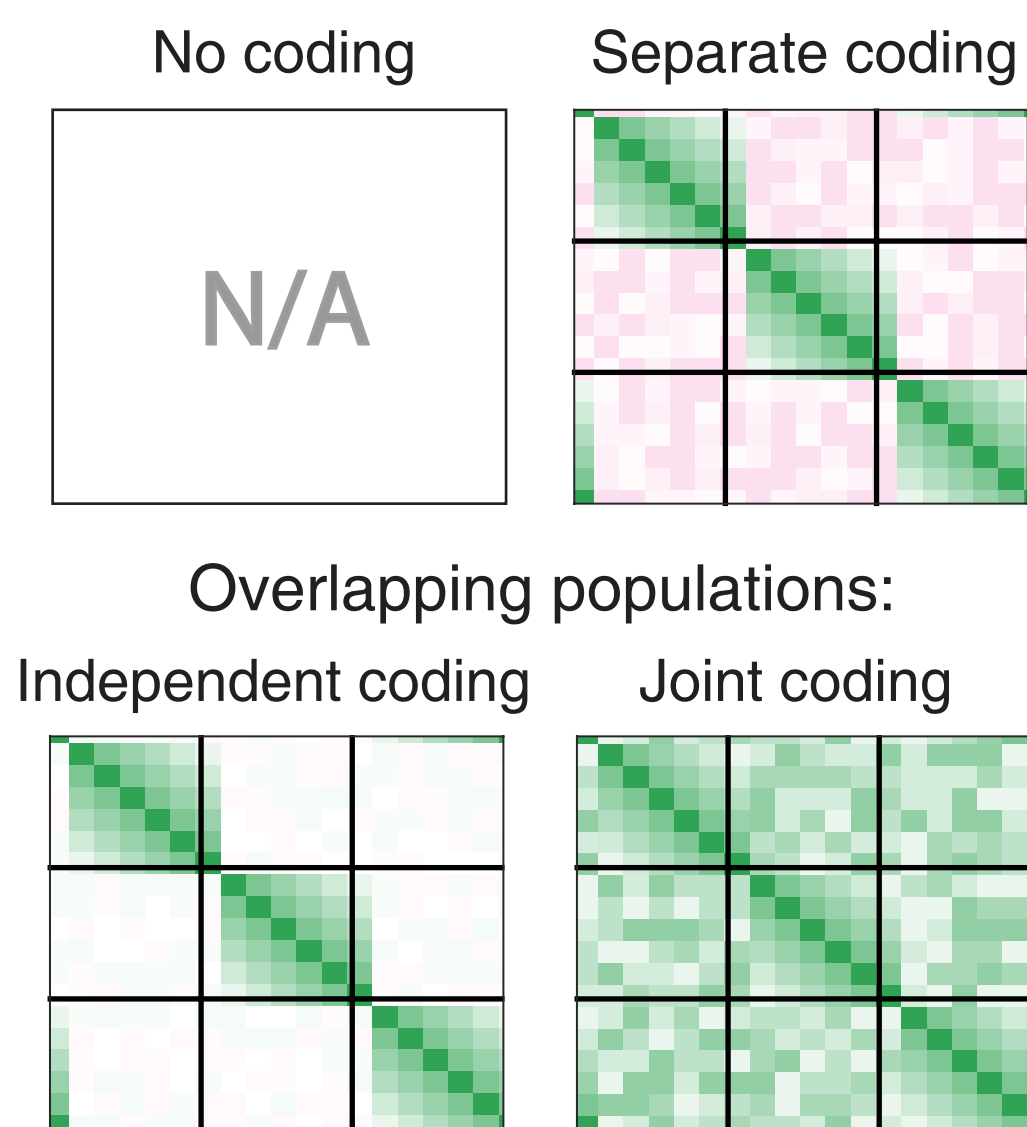 No coding
Separate coding
N/A
Overlapping populations:
Independent coding
Joint coding